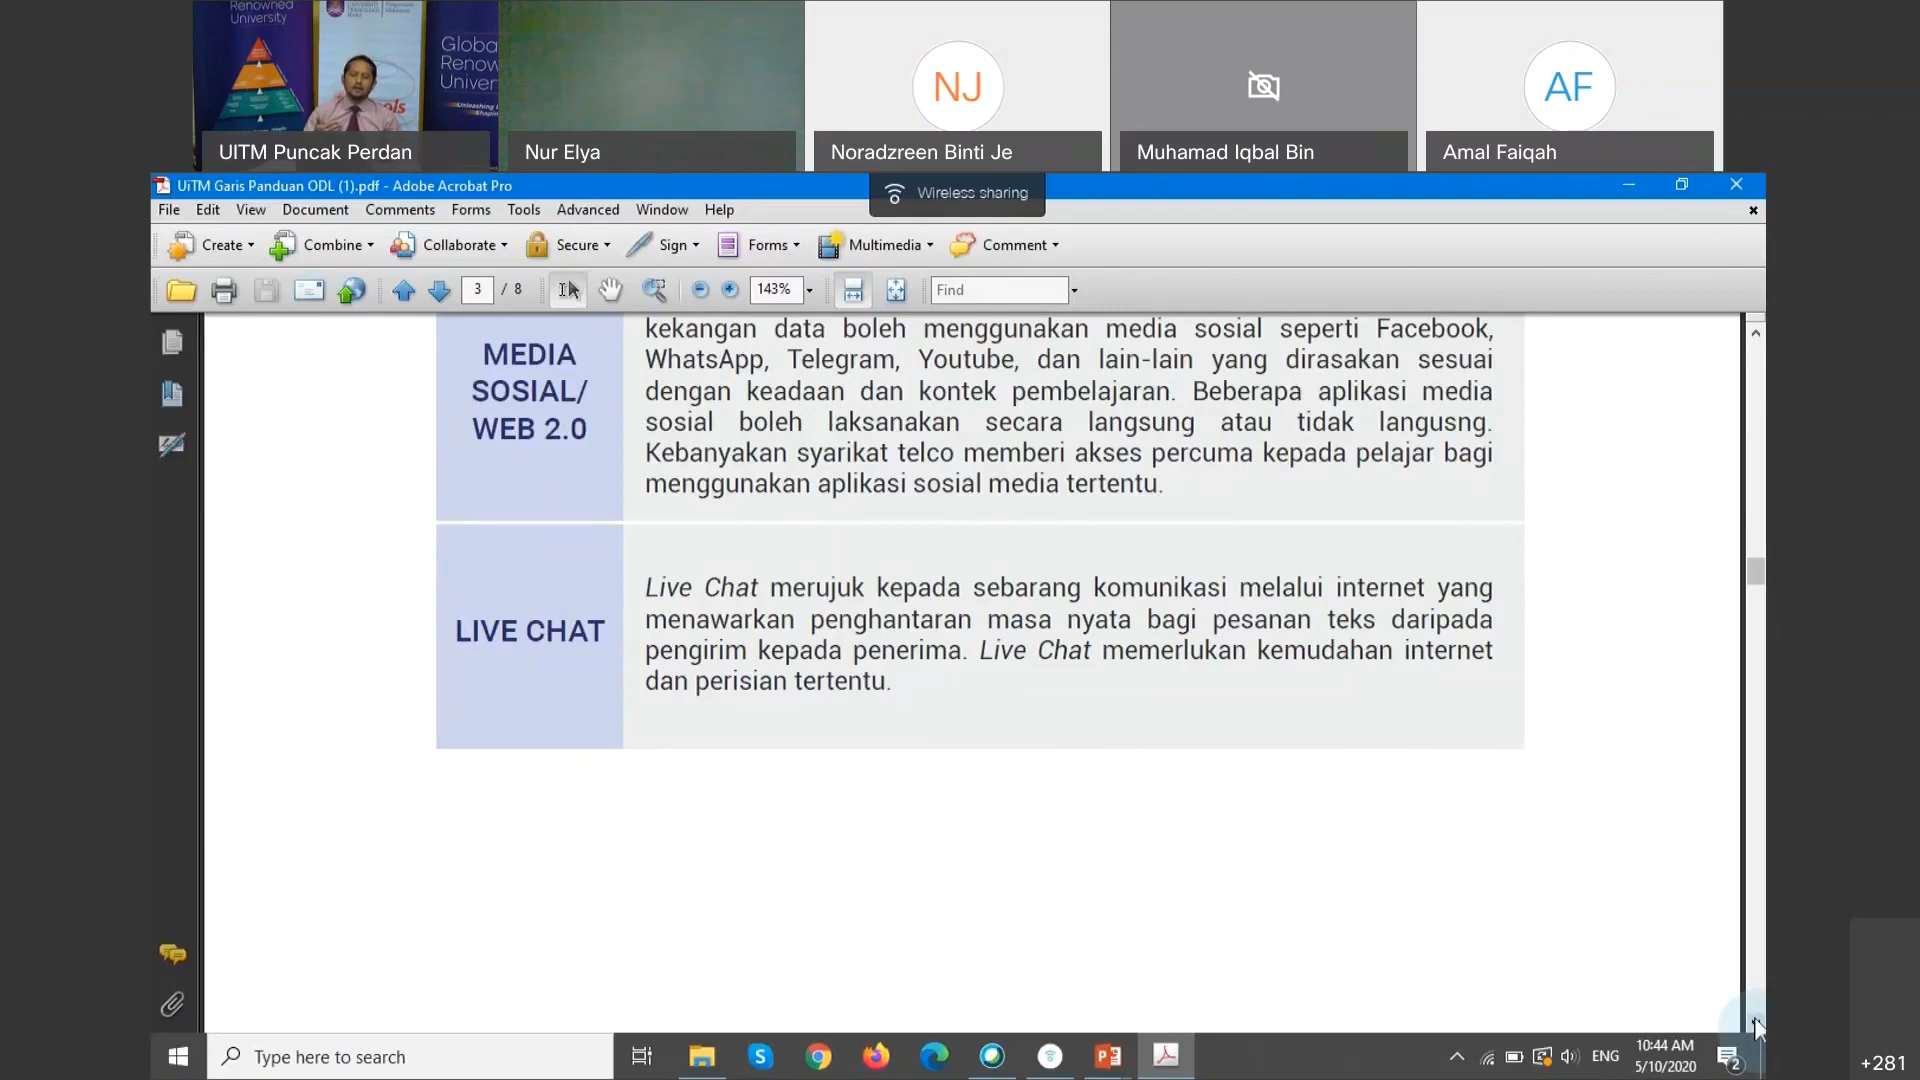 Renowned
University
Globa
Renow
Univer
ols
UITM Puncak Perdan
Nur Elya
NJ
Noradzreen Binti Je
Muhamad Iqbal Bin
AF
Amal Faiqah
UiTM Garis Panduan ODL (1).pdf - Adobe Acrobat Pro
Wireless sharing
File Edit View Document Comments Forms Tools Advanced Window Help
Create Combine Collaborate Secure Sign Forms Multimedia Comment
3 / 8 143% Find
MEDIA
SOSIAL/
WEB 2.0
kekangan data boleh menggunakan media sosial seperti Facebook,
WhatsApp, Telegram, Youtube, dan lain-lain yang dirasakan sesuai
dengan keadaan dan kontek pembelajaran. Beberapa aplikasi media
sosial boleh laksanakan secara langsung atau tidak langusng.
Kebanyakan syarikat telco memberi akses percuma kepada pelajar bagi
menggunakan aplikasi sosial media tertentu.
LIVE CHAT
Live Chat merujuk kepada sebarang komunikasi melalui internet yang
menawarkan penghantaran masa nyata bagi pesanan teks daripada
pengirim kepada penerima. Live Chat memerlukan kemudahan internet
dan perisian tertentu.
Type here to search
ENG
10:44 AM
5/10/2020
2
+281